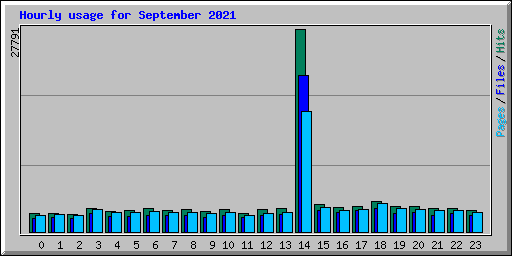 Hourly usage for September 2021
27791
Pages / Files / Hits
0 1 2 3 4 5 6 7 8 9 10 11 12 13 14 15 16 17 18 19 20 21 22 23